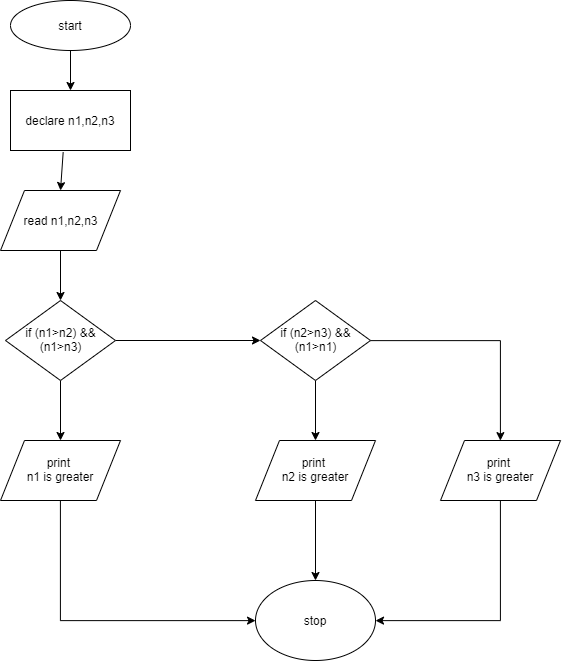 start
declare n1,n2,n3
read n1,n2,n3
if (n1>n2) &&
(n1>n3)
if (n2>n3) &&
(n1>n1)
print
n1 is greater
print
n2 is greater
print
n3 is greater
stop